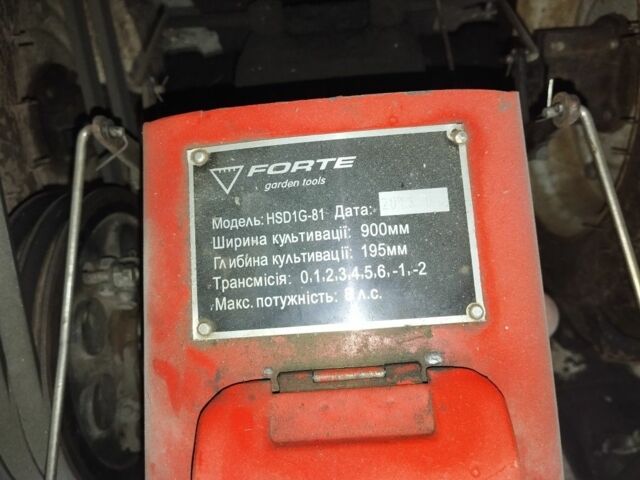 FORTE
garden tools
Модель: HSD1G-81 Дата:
Ширина культивації: 900мм
Глибина культивації: 195мм
Трансмісія: 0,1,2,3,4,5,6,-1,-2
Макс. потужність: 8 л.с.